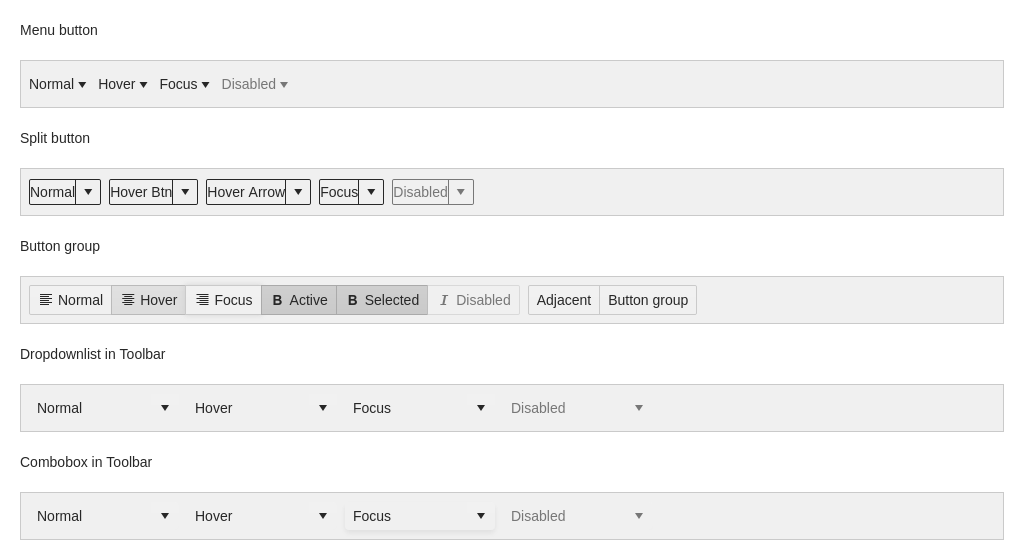 Menu button
Normal Hover Focus Disabled
Split button
Normal Hover Btn Hover Arrow Focus Disabled
Button group
Normal Hover Focus B Active B Selected I Disabled Adjacent Button group
Dropdownlist in Toolbar
Normal Hover Focus Disabled
Combobox in Toolbar
Normal Hover Focus Disabled